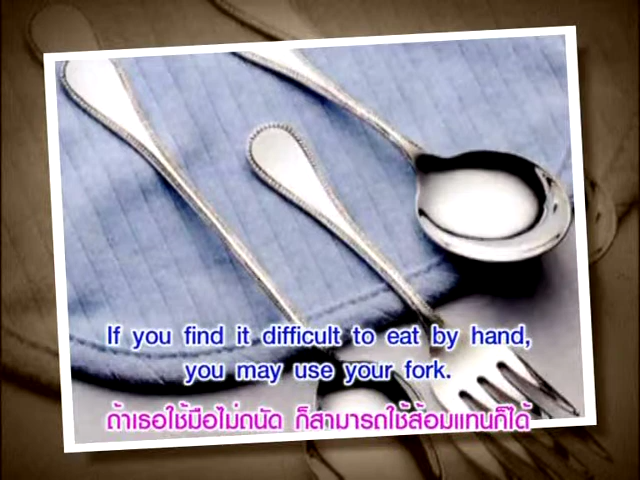 If you find it difficult to eat by hand,
you may use your fork.
ถ้าเธอใช้มือไม่ถนัด ก็สามารถใช้ส้อมแทนก็ได้